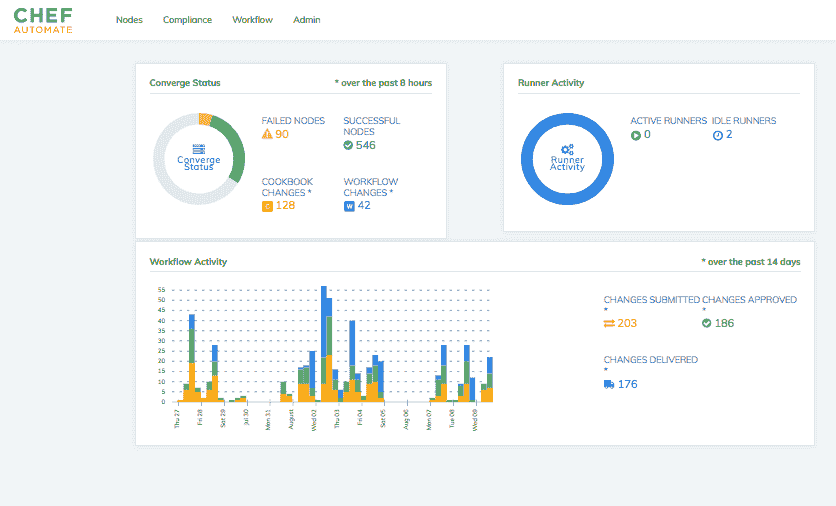 CHEF
AUTOMATE
Nodes Compliance Workflow Admin
Converge Status * over the past 8 hours
Converge
Status
FAILED NODES
90
SUCCESSFUL
NODES
546
COOKBOOK
CHANGES *
C 128
WORKFLOW
CHANGES *
W 42
Runner Activity
Runner
Activity
ACTIVE RUNNERS
0
IDLE RUNNERS
2
Workflow Activity * over the past 14 days
55
50
45
40
35
30
25
20
15
10
5
0
Thu 27
Fri 28
Sat 29
Jul 30
Mon 31
August
Wed 02
Thu 03
Fri 04
Sat 05
Aug 06
Mon 07
Tue 08
Wed 09
CHANGES SUBMITTED
*
203
CHANGES APPROVED
*
186
CHANGES DELIVERED
*
176